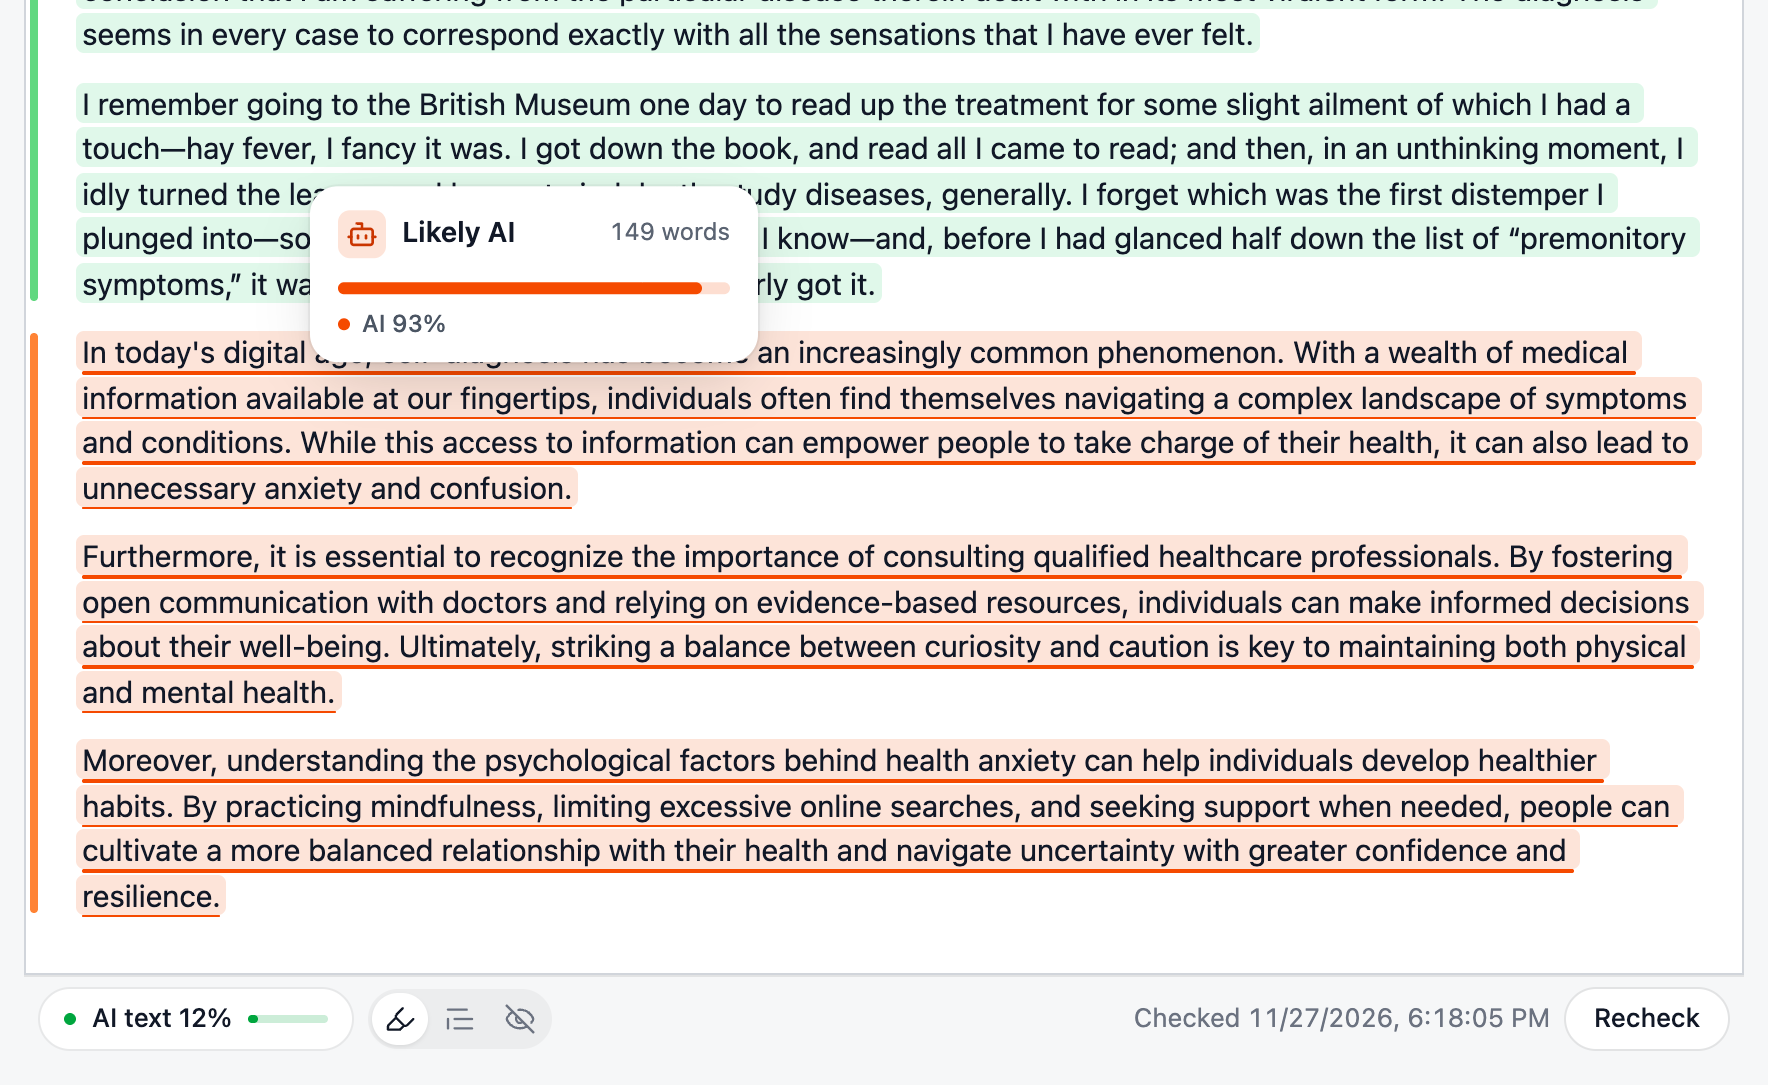 seems in every case to correspond exactly with all the sensations that I have ever felt.
I remember going to the British Museum one day to read up the treatment for some slight ailment of which I had a
touch—hay fever, I fancy it was. I got down the book, and read all I came to read; and then, in an unthinking moment, I
idly turned the diseases, generally. I forget which was the first distemper I
plunged into—I know—and, before I had glanced half down the list of “premonitory
symptoms,” it got it.
Likely AI 149 words
AI 93%
In today's digital an increasingly common phenomenon. With a wealth of medical
information available at our fingertips, individuals often find themselves navigating a complex landscape of symptoms
and conditions. While this access to information can empower people to take charge of their health, it can also lead to
unnecessary anxiety and confusion.
Furthermore, it is essential to recognize the importance of consulting qualified healthcare professionals. By fostering
open communication with doctors and relying on evidence-based resources, individuals can make informed decisions
about their well-being. Ultimately, striking a balance between curiosity and caution is key to maintaining both physical
and mental health.
Moreover, understanding the psychological factors behind health anxiety can help individuals develop healthier
habits. By practicing mindfulness, limiting excessive online searches, and seeking support when needed, people can
cultivate a more balanced relationship with their health and navigate uncertainty with greater confidence and
resilience.
AI text 12%
Checked 11/27/2026, 6:18:05 PM
Recheck